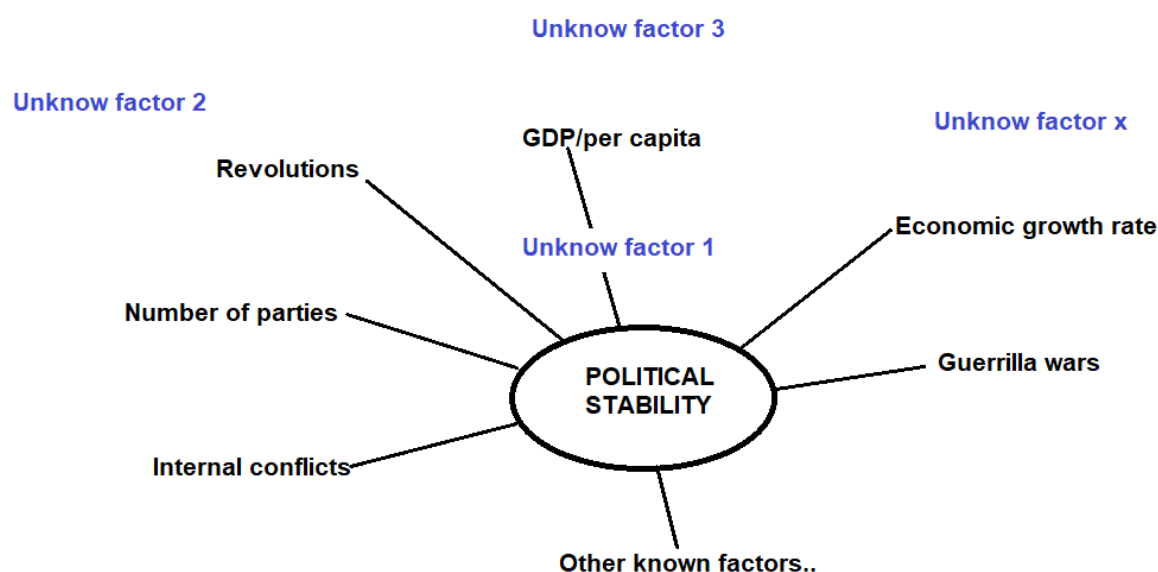 Unknow factor 3
Unknow factor 2
Unknow factor x
GDP/per capita
Revolutions
Economic growth rate
Unknow factor 1
Number of parties
Guerrilla wars
POLITICAL
STABILITY
Internal conflicts
Other known factors..